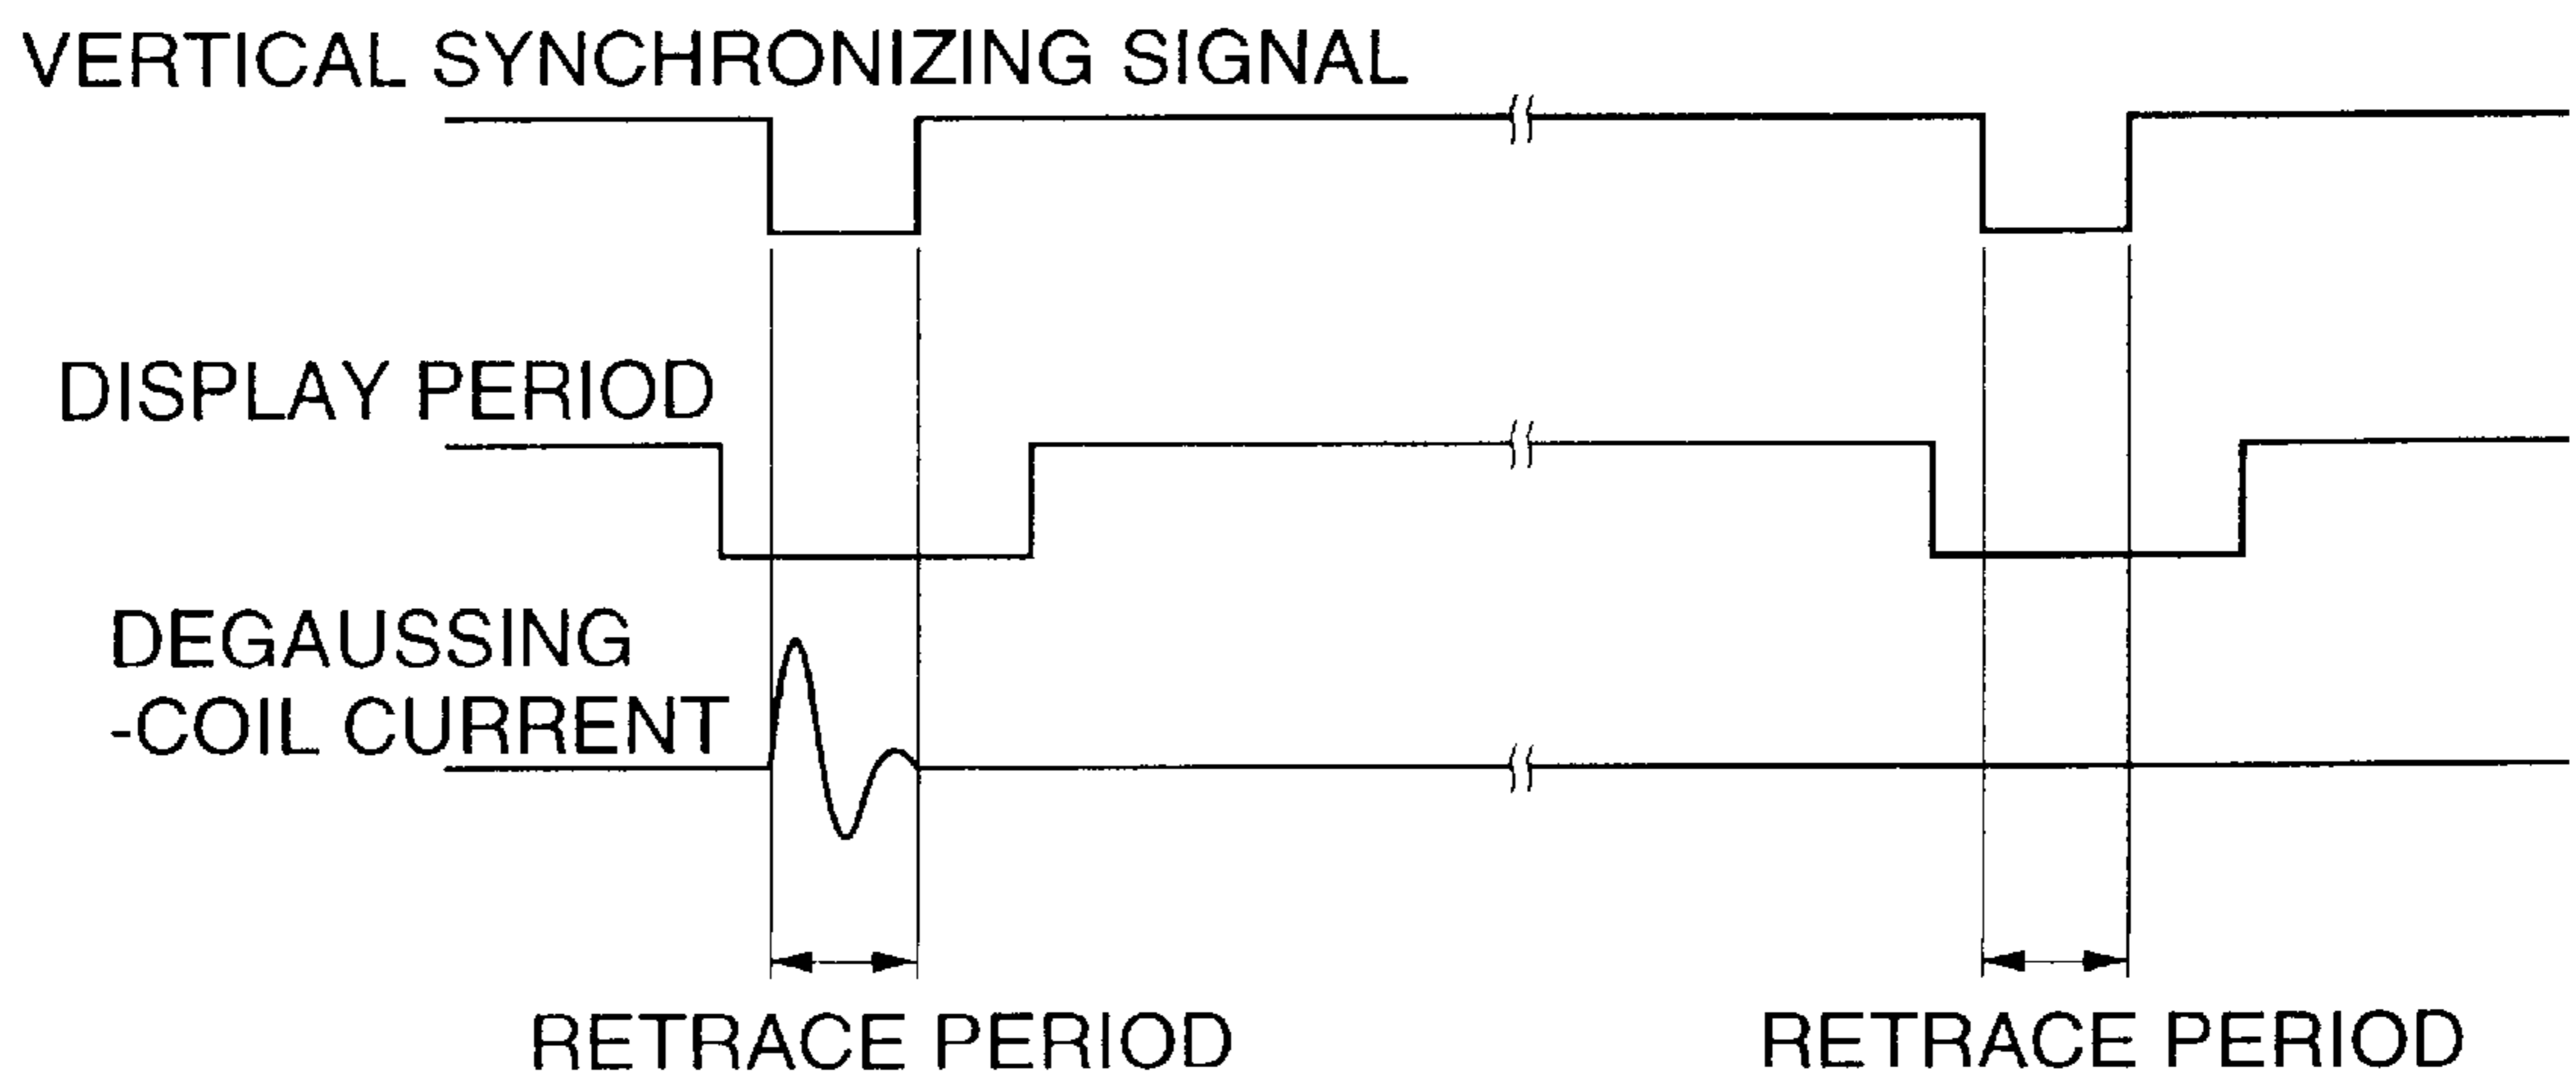 VERTICAL SYNCHRONIZING SIGNAL
DISPLAY PERIOD
DEGAUSSING
-COIL CURRENT
RETRACE PERIOD
RETRACE PERIOD